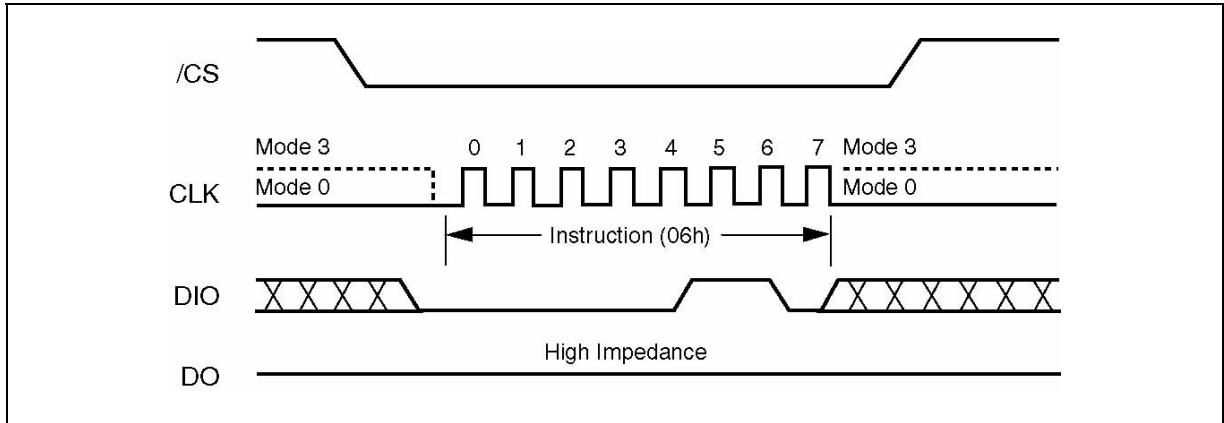 /CS
Mode 3 0 1 2 3 4 5 6 7 Mode 3
CLK Mode 0 Mode 0
Instruction (06h)
DIO
High Impedance
DO